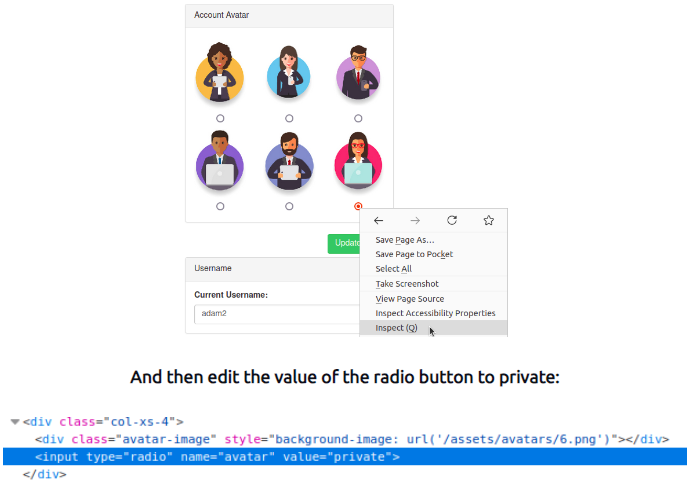 Account Avatar
Update
Save Page As...
Save Page to Pocket
Select All
Take Screenshot
View Page Source
Inspect Accessibility Properties
Inspect (Q)
Username
Current Username:
adam2
And then edit the value of the radio button to private:
<div class="col-xs-4">
<div class="avatar-image" style="background-image: url('/assets/avatars/6.png')"></div>
<input type="radio" name="avatar" value="private">
</div>